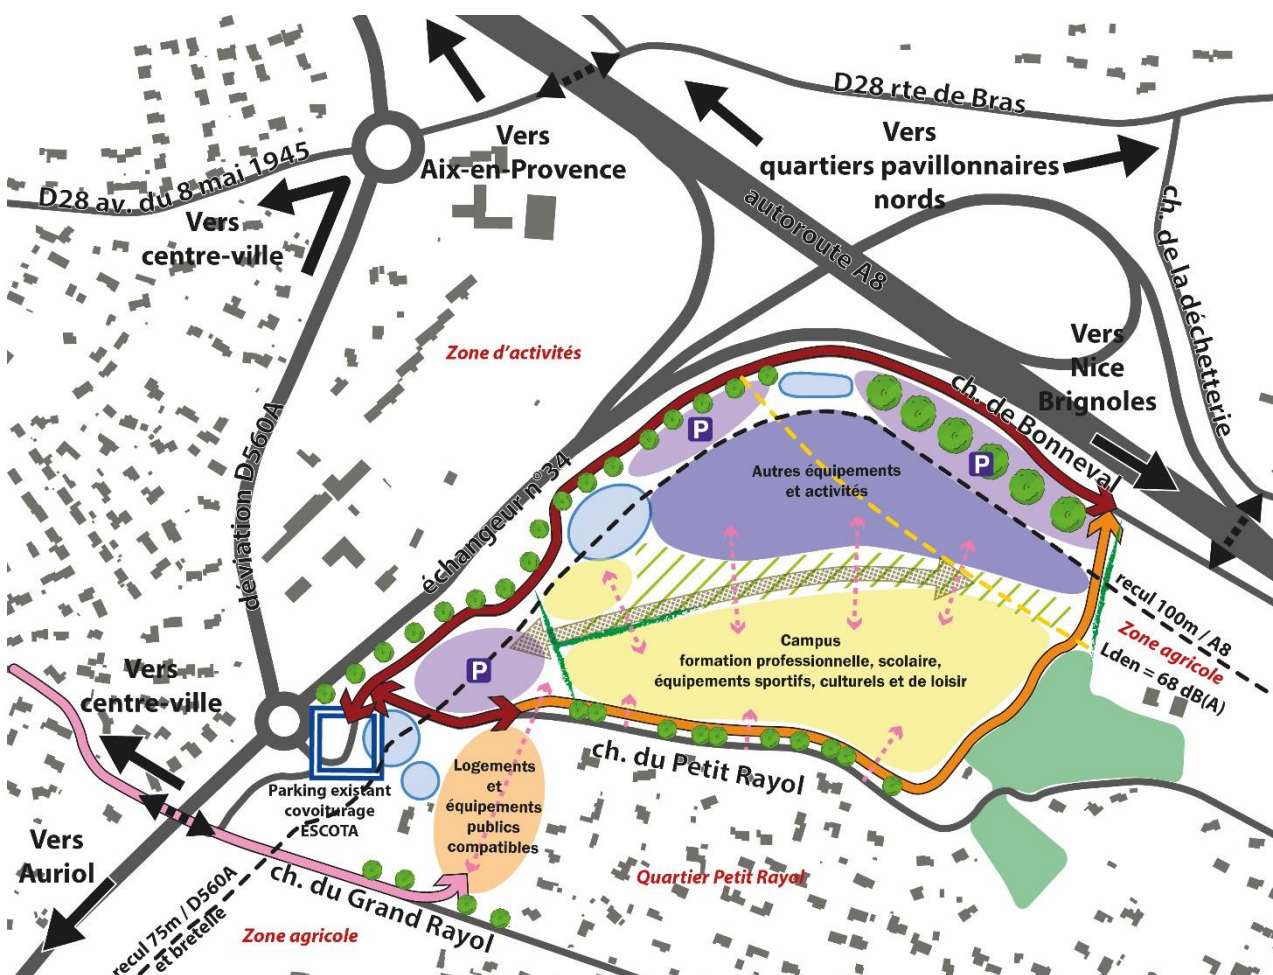 D28 rte de Bras
Vers
Aix-en-Provence
Vers
quartiers pavillonnaires
nords
D28 av. du 8 mai 1945
Vers
centre-ville
autoroute A8
ch. de la déchetterie
Zone d'activités
Vers
Nice
Brignoles
ch. de Bonneval
déviation D560A
échangeur n°34
P
P
Autres équipements
et activités
recul 100m / A8
Zone agricole
Lden = 68 dB(A)
Campus
formation professionnelle, scolaire,
équipements sportifs, culturels et de loisir
P
Vers
centre-ville
ch. du Petit Rayol
Parking existant
covoiturage
ESCOTA
Logements
et
équipements
publics
compatibles
Vers
Auriol
ch. du Grand Rayol
Quartier Petit Rayol
Zone agricole
recul 75m / D560A
et bretelle